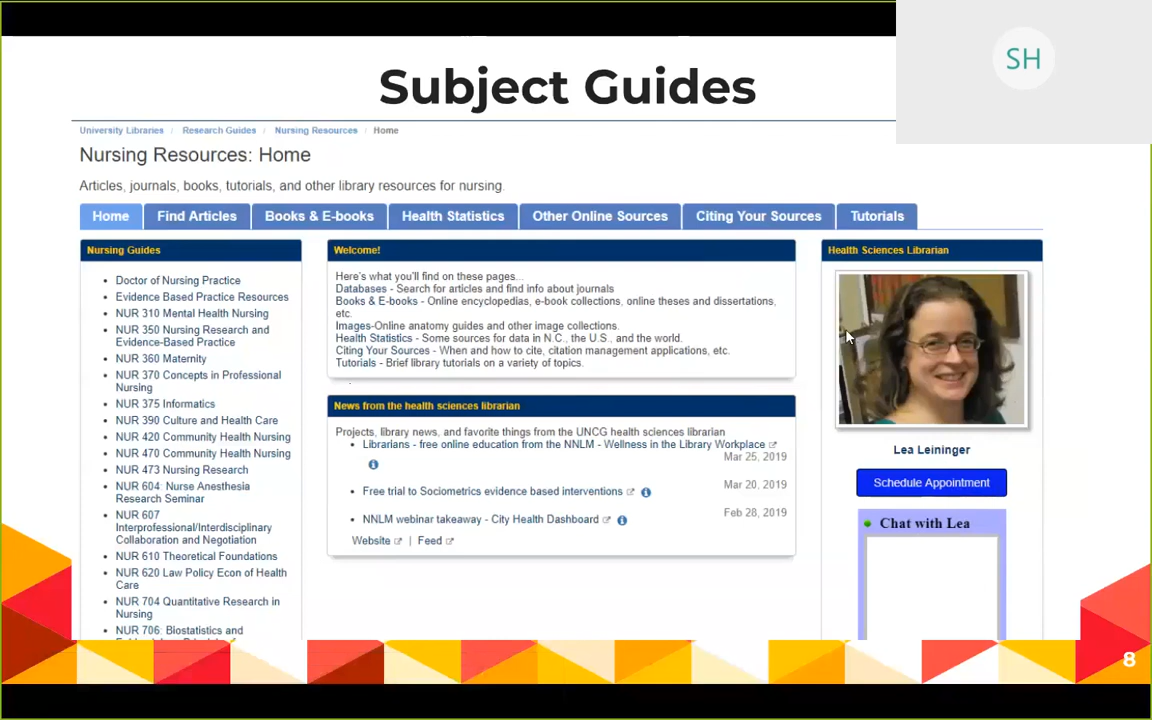 SH
Subject Guides
University Libraries / Research Guides / Nursing Resources / Home
Nursing Resources: Home
Articles, journals, books, tutorials, and other library resources for nursing.
Home
Find Articles
Books & E-books
Health Statistics
Other Online Sources
Citing Your Sources
Tutorials
Nursing Guides
Doctor of Nursing Practice
Evidence Based Practice Resources
NUR 310 Mental Health Nursing
NUR 350 Nursing Research and
Evidence-Based Practice
NUR 360 Maternity
NUR 370 Concepts in Professional
Nursing
NUR 375 Informatics
NUR 390 Culture and Health Care
NUR 420 Community Health Nursing
NUR 470 Community Health Nursing
NUR 473 Nursing Research
NUR 604: Nurse Anesthesia
Research Seminar
NUR 607
Interprofessional/Interdisciplinary
Collaboration and Negotiation
NUR 610 Theoretical Foundations
NUR 620 Law Policy Econ of Health
Care
NUR 704 Quantitative Research in
Nursing
NUR 706: Biostatistics and
Welcome!
Here's what you'll find on these pages...
Databases - Search for articles and find info about journals
Books & E-books - Online encyclopedias, e-book collections, online theses and dissertations,
etc.
Images-Online anatomy guides and other image collections.
Health Statistics - Some sources for data in N.C., the U.S., and the world.
Citing Your Sources - When and how to cite, citation management applications, etc.
Tutorials - Brief library tutorials on a variety of topics.
News from the health sciences librarian
Projects, library news, and favorite things from the UNCG health sciences librarian
Librarians - free online education from the NNLM - Wellness in the Library Workplace
Mar 25, 2019
Free trial to Sociometrics evidence based interventions
Mar 20, 2019
NNLM webinar takeaway - City Health Dashboard
Feb 28, 2019
Website | Feed
Health Sciences Librarian
Lea Leininger
Schedule Appointment
Chat with Lea
8